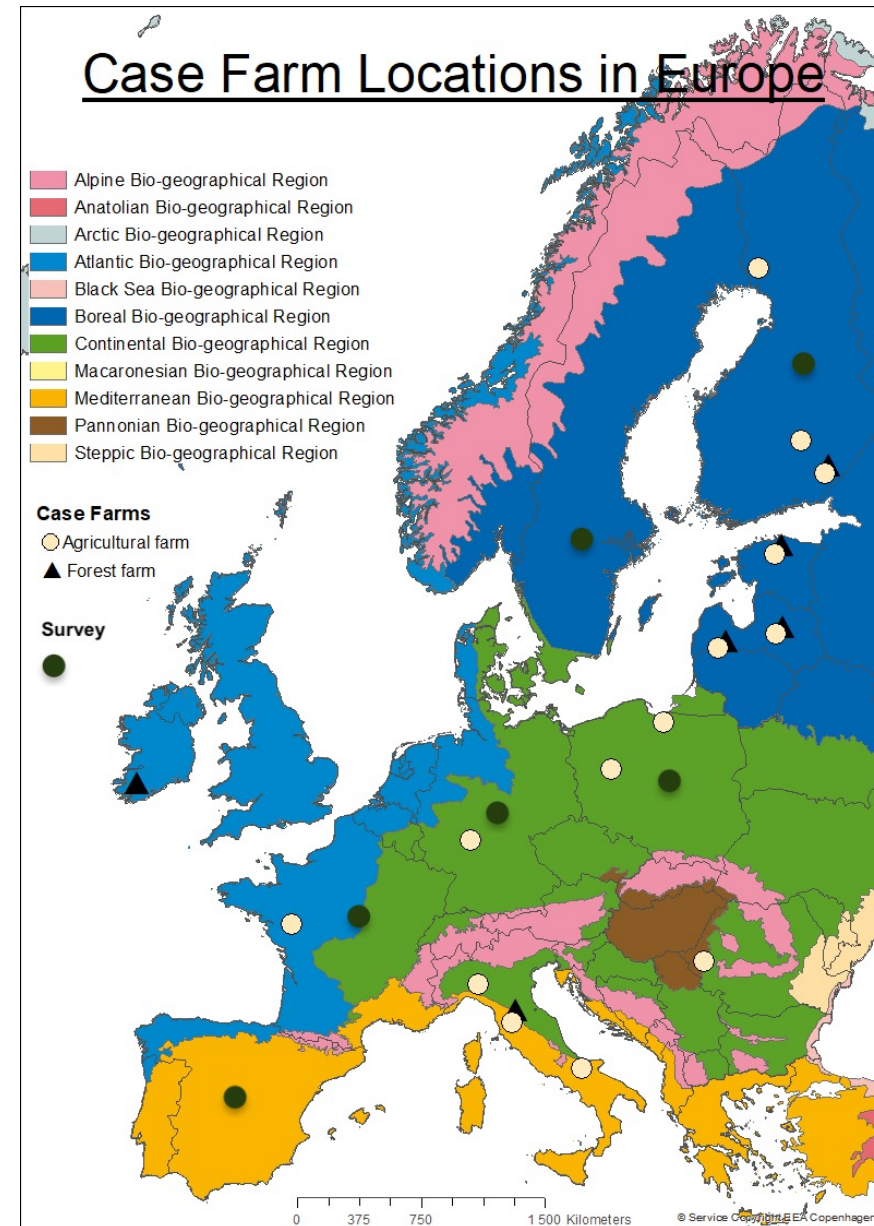 Case Farm Locations in Europe
Alpine Bio-geographical Region
Anatolian Bio-geographical Region
Arctic Bio-geographical Region
Atlantic Bio-geographical Region
Black Sea Bio-geographical Region
Boreal Bio-geographical Region
Continental Bio-geographical Region
Macaronesian Bio-geographical Region
Mediterranean Bio-geographical Region
Pannonian Bio-geographical Region
Steppic Bio-geographical Region
Case Farms
Agricultural farm
Forest farm
Survey
0 375 750 1 500 Kilometers
© Service Copyright EEA Copenhagen